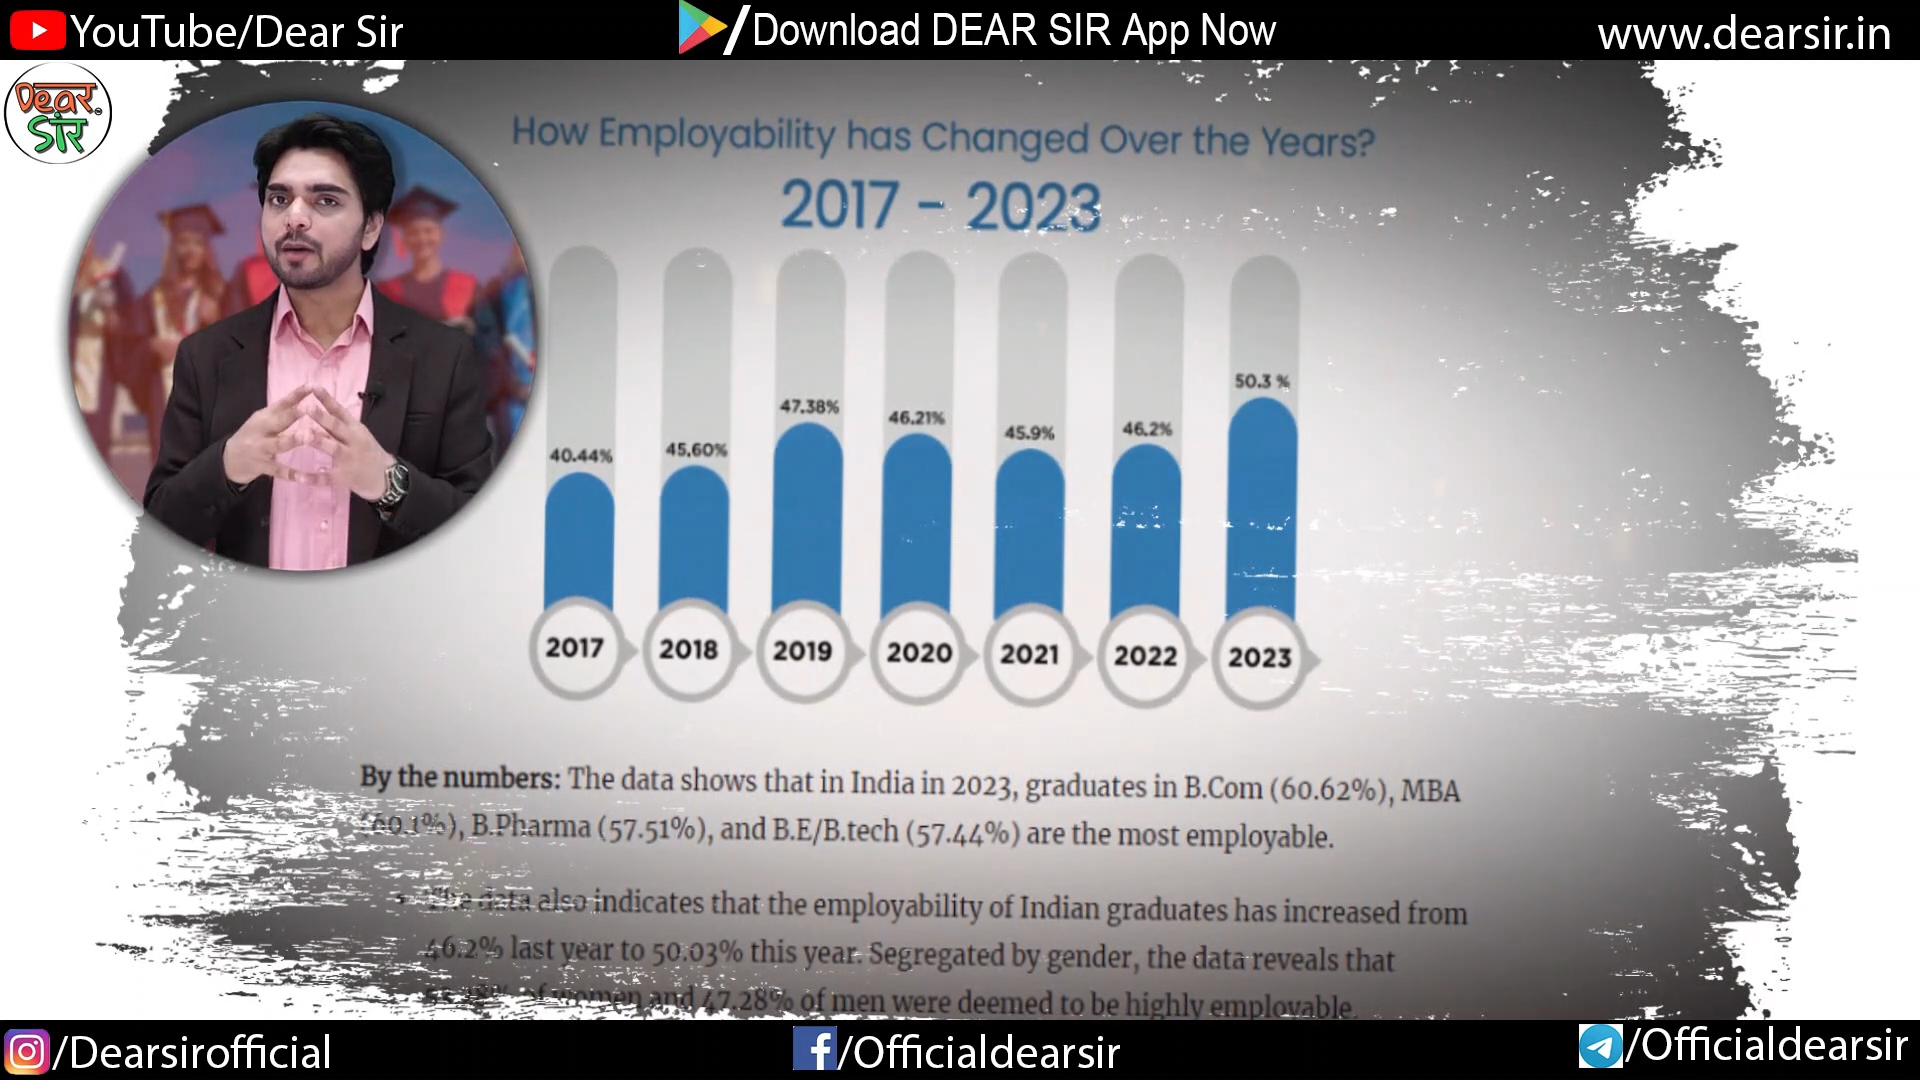 YouTube/Dear Sir
/Download DEAR SIR App Now
www.dearsir.in
Dear
सर
How Employability has Changed Over the Years?
2017 - 2023
40.44%
45.60%
47.38%
46.21%
45.9%
46.2%
50.3 %
2017
2018
2019
2020
2021
2022
2023
By the numbers: The data shows that in India in 2023, graduates in B.Com (60.62%), MBA
(60.1%), B.Pharma (57.51%), and B.E/B.tech (57.44%) are the most employable.
The data also indicates that the employability of Indian graduates has increased from
46.2% last year to 50.03% this year. Segregated by gender, the data reveals that
of women and 47.28% of men were deemed to be highly employable.
/Dearsirofficial
/Officialdearsir
/Officialdearsir